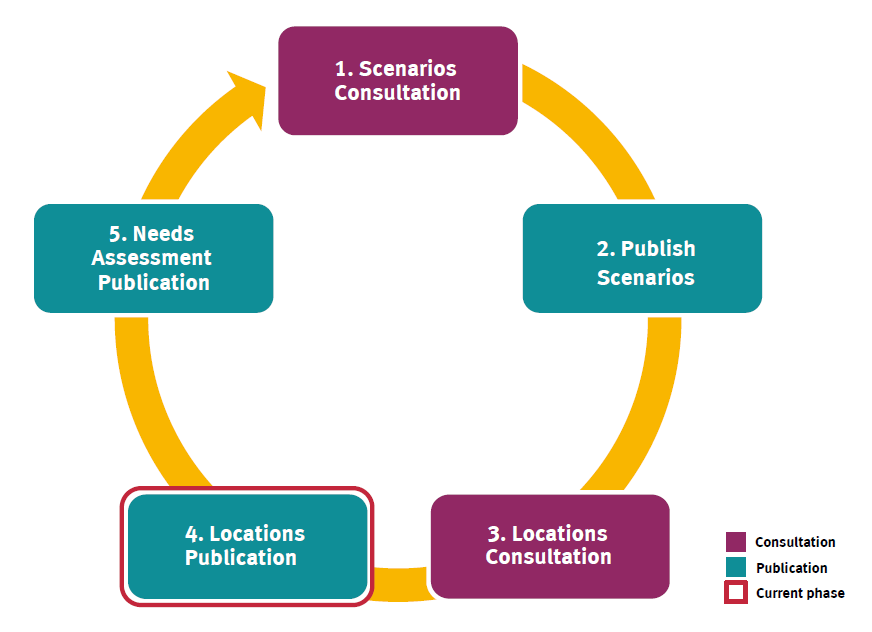 1. Scenarios
Consultation
2. Publish
Scenarios
3. Locations
Consultation
4. Locations
Publication
5. Needs
Assessment
Publication
Consultation
Publication
Current phase